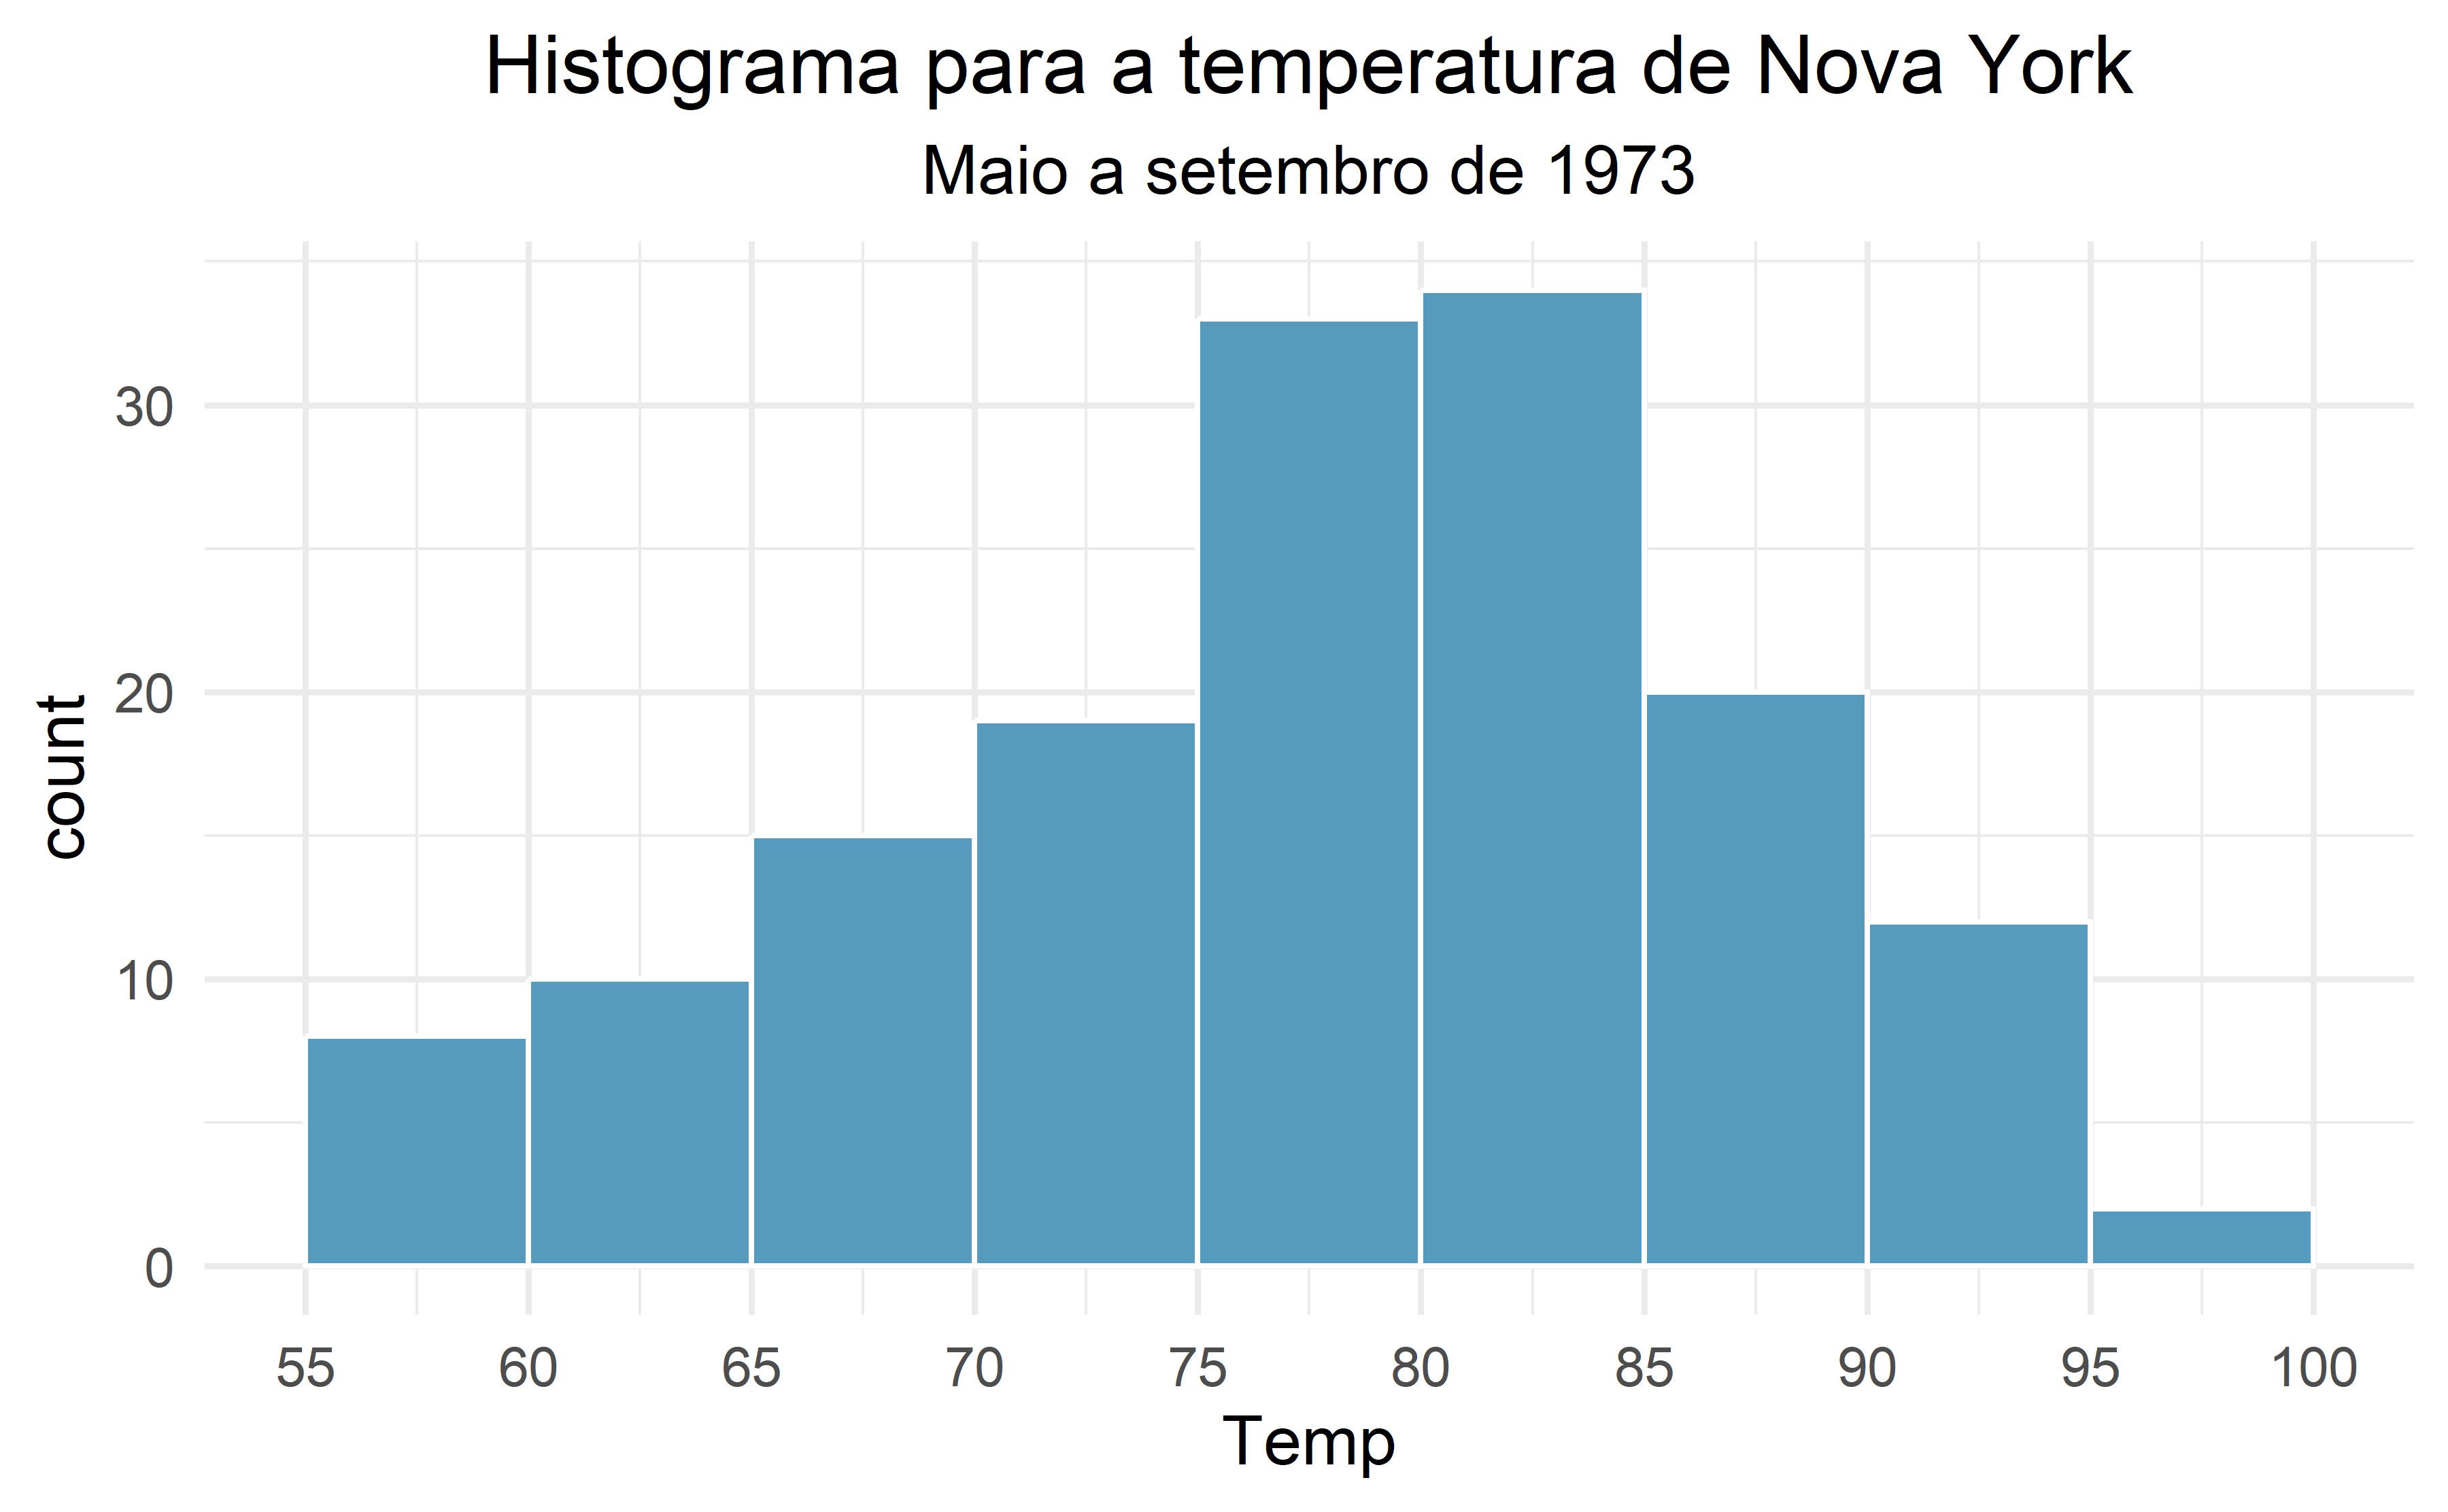 Histograma para a temperatura de Nova York
Maio a setembro de 1973
count
30
20
10
0
55 60 65 70 75 80 85 90 95 100
Temp